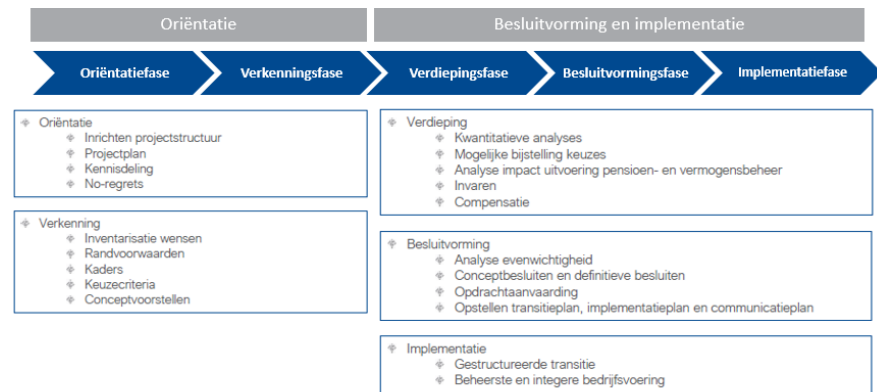 Oriëntatie
Besluitvorming en implementatie
Oriëntatiefase
Verkenningsfase
Verdiepingsfase
Besluitvormingsfase
Implementatiefase
Oriëntatie
Inrichten projectstructuur
Projectplan
Kennisdeling
No-regrets
Verkenning
Inventarisatie wensen
Randvoorwaarden
Kaders
Keuzecriteria
Conceptvoorstellen
Verdieping
Kwantitatieve analyses
Mogelijke bijstelling keuzes
Analyse impact uitvoering pensioen- en vermogensbeheer
Invaren
Compensatie
Besluitvorming
Analyse evenwichtigheid
Conceptbesluiten en definitieve besluiten
Opdrachtaanvaarding
Opstellen transitieplan, implementatieplan en communicatieplan
Implementatie
Gestructureerde transitie
Beheerste en integere bedrijfsvoering